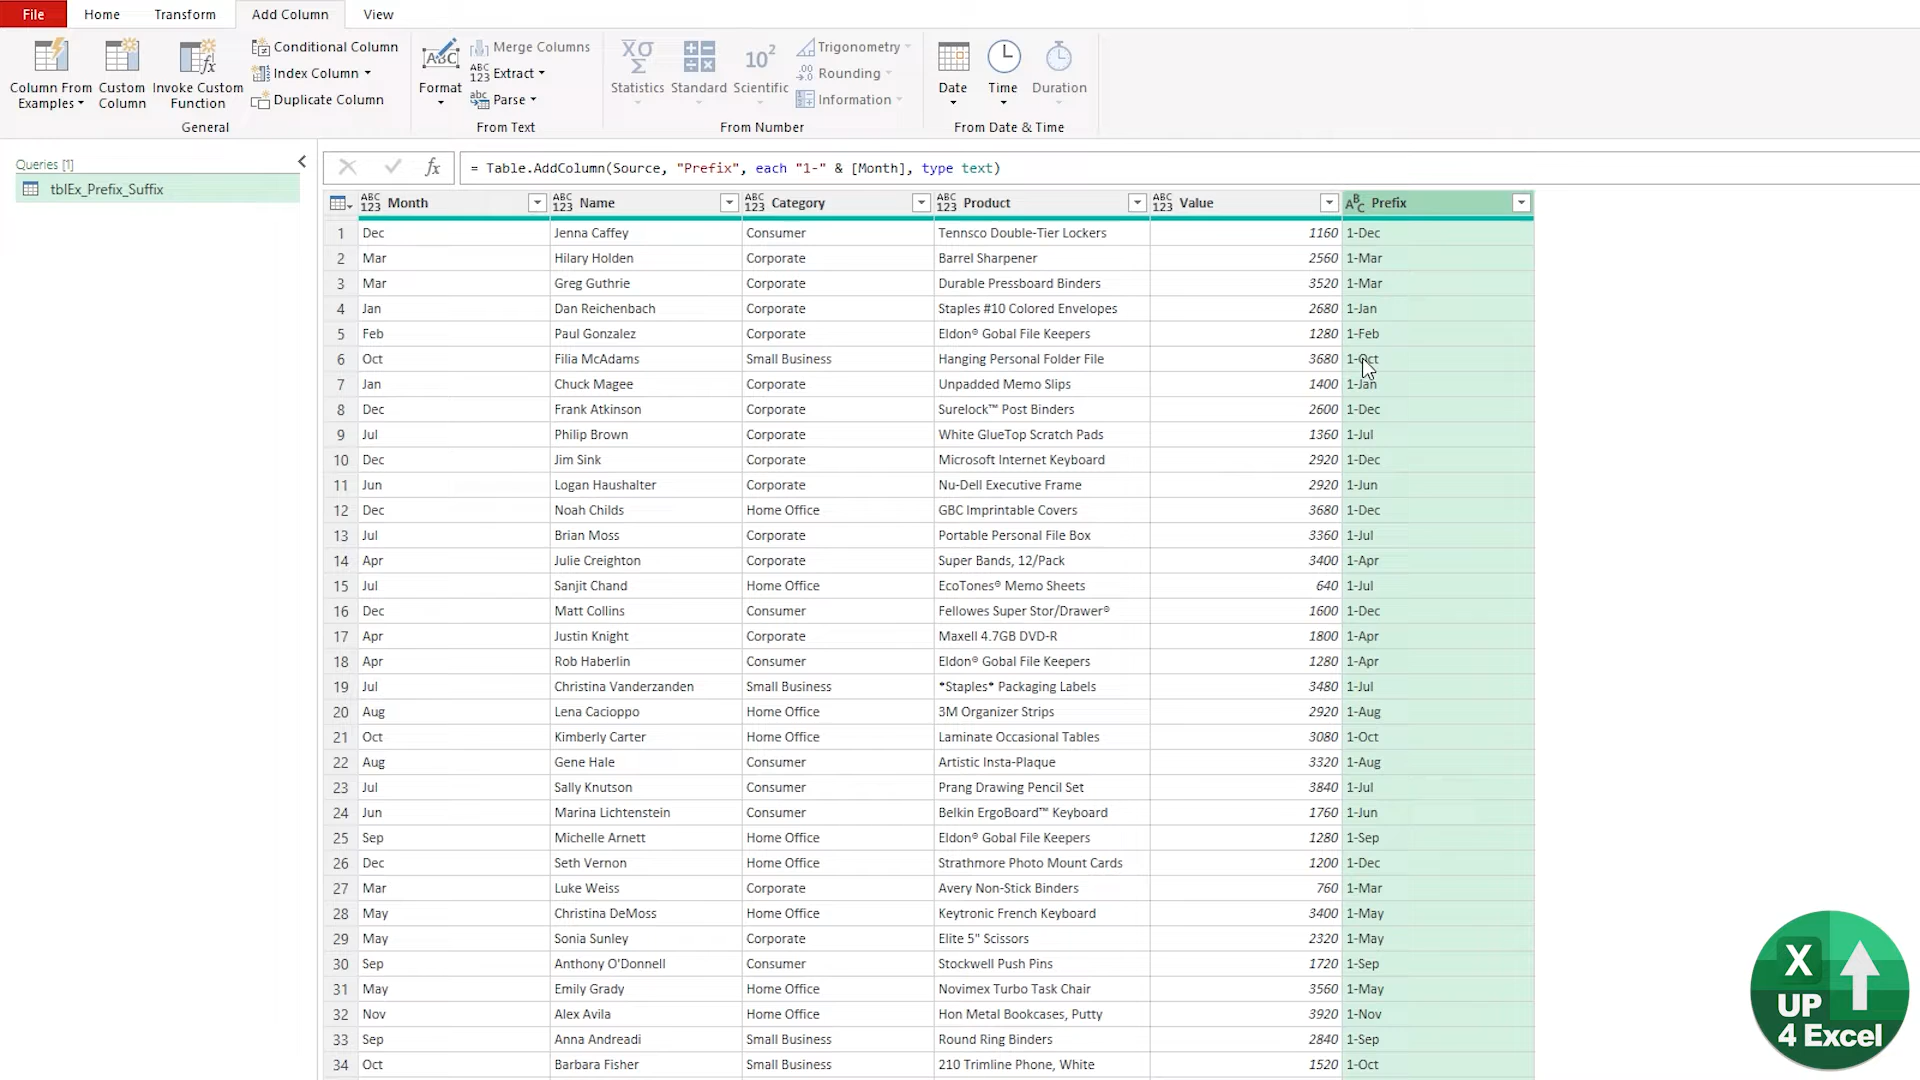 File Home Transform Add Column View
Column From Examples
Custom Column
Invoke Custom Function
Conditional Column
Index Column
Duplicate Column
General
Format
Merge Columns
Extract
Parse
From Text
Statistics
Standard
Scientific
Trigonometry
Rounding
Information
From Number
Date
Time
Duration
From Date & Time
Queries [1]
tblEx_Prefix_Suffix
fx = Table.AddColumn(Source, "Prefix", each "1-" & [Month], type text)
ABC 123 Month ABC 123 Name ABC 123 Category ABC 123 Product ABC 123 Value ABC Prefix
1 Dec Jenna Caffey Consumer Tennsco Double-Tier Lockers 1160 1-Dec
2 Mar Hilary Holden Corporate Barrel Sharpener 2560 1-Mar
3 Mar Greg Guthrie Corporate Durable Pressboard Binders 3520 1-Mar
4 Jan Dan Reichenbach Corporate Staples #10 Colored Envelopes 2680 1-Jan
5 Feb Paul Gonzalez Corporate Eldon® Gobal File Keepers 1280 1-Feb
6 Oct Filia McAdams Small Business Hanging Personal Folder File 3680 1-Oct
7 Jan Chuck Magee Corporate Unpadded Memo Slips 1400 1-Jan
8 Dec Frank Atkinson Corporate Surelock™ Post Binders 2600 1-Dec
9 Jul Philip Brown Corporate White GlueTop Scratch Pads 1360 1-Jul
10 Dec Jim Sink Corporate Microsoft Internet Keyboard 2920 1-Dec
11 Jun Logan Haushalter Corporate Nu-Dell Executive Frame 2920 1-Jun
12 Dec Noah Childs Home Office GBC Imprintable Covers 3680 1-Dec
13 Jul Brian Moss Corporate Portable Personal File Box 3360 1-Jul
14 Apr Julie Creighton Corporate Super Bands, 12/Pack 3400 1-Apr
15 Jul Sanjit Chand Home Office EcoTones® Memo Sheets 640 1-Jul
16 Dec Matt Collins Consumer Fellowes Super Stor/Drawer® 1600 1-Dec
17 Apr Justin Knight Corporate Maxell 4.7GB DVD-R 1800 1-Apr
18 Apr Rob Haberlin Consumer Eldon® Gobal File Keepers 1280 1-Apr
19 Jul Christina Vanderzanden Small Business *Staples* Packaging Labels 3480 1-Jul
20 Aug Lena Cacioppo Home Office 3M Organizer Strips 2920 1-Aug
21 Oct Kimberly Carter Home Office Laminate Occasional Tables 3080 1-Oct
22 Aug Gene Hale Consumer Artistic Insta-Plaque 3320 1-Aug
23 Jul Sally Knutson Consumer Prang Drawing Pencil Set 3840 1-Jul
24 Jun Marina Lichtenstein Consumer Belkin ErgoBoard™ Keyboard 1760 1-Jun
25 Sep Michelle Arnett Home Office Eldon® Gobal File Keepers 1280 1-Sep
26 Dec Seth Vernon Home Office Strathmore Photo Mount Cards 1200 1-Dec
27 Mar Luke Weiss Corporate Avery Non-Stick Binders 760 1-Mar
28 May Christina DeMoss Home Office Keytronic French Keyboard 3400 1-May
29 May Sonia Sunley Corporate Elite 5" Scissors 2320 1-May
30 Sep Anthony O'Donnell Consumer Stockwell Push Pins 1720 1-Sep
31 May Emily Grady Home Office Novimex Turbo Task Chair 3560 1-May
32 Nov Alex Avila Home Office Hon Metal Bookcases, Putty 3920 1-Nov
33 Sep Anna Andreadi Small Business Round Ring Binders 2840 1-Sep
34 Oct Barbara Fisher Small Business 210 Trimline Phone, White 1520 1-Oct
X
UP
4 Excel